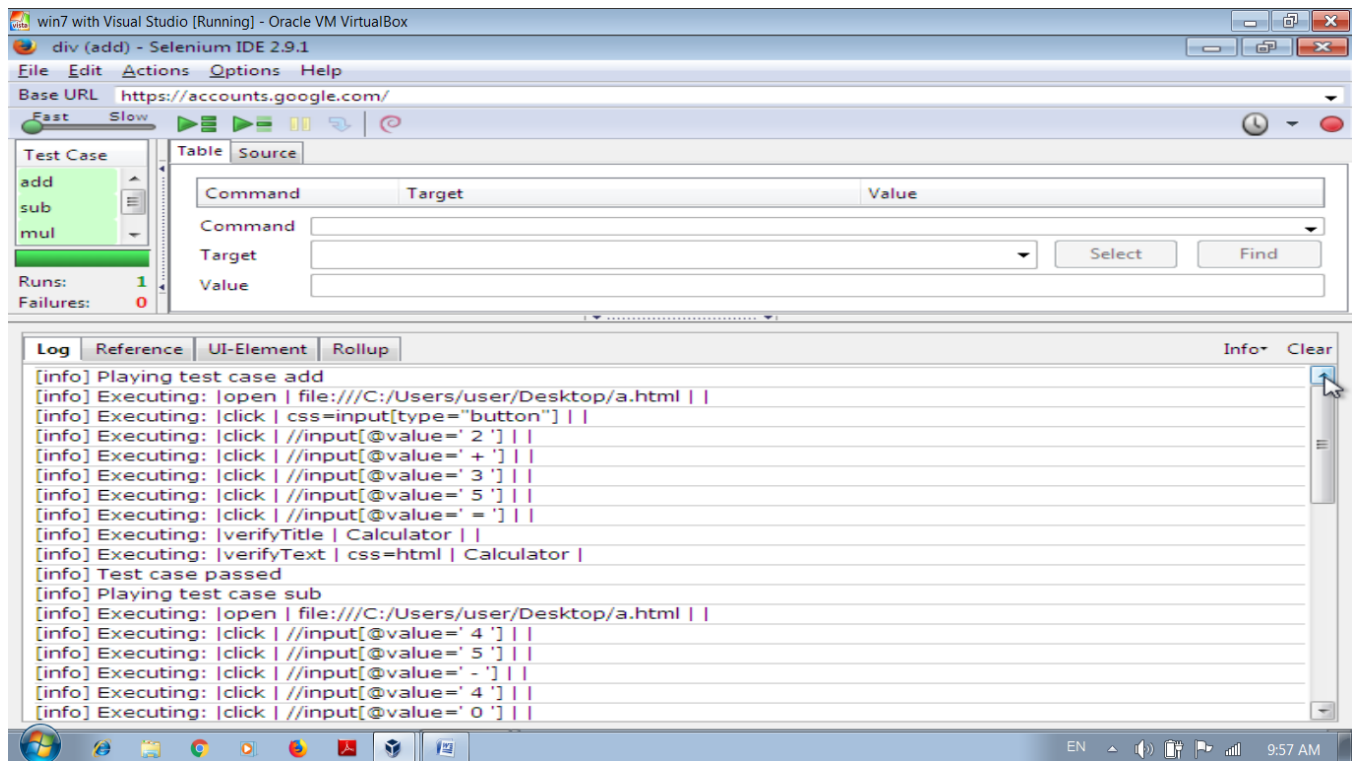 win7 with Visual Studio [Running] - Oracle VM VirtualBox
div (add) - Selenium IDE 2.9.1
File Edit Actions Options Help
Base URL https://accounts.google.com/
Fast Slow
Test Case
Table Source
add
sub
mul
Command Target Value
Command
Target Select Find
Value
Runs: 1
Failures: 0
Log Reference UI-Element Rollup Info Clear
[info] Playing test case add
[info] Executing: |open | file:///C:/Users/user/Desktop/a.html | |
[info] Executing: |click | css=input[type="button"] | |
[info] Executing: |click | //input[@value=' 2 '] | |
[info] Executing: |click | //input[@value=' + '] | |
[info] Executing: |click | //input[@value=' 3 '] | |
[info] Executing: |click | //input[@value=' 5 '] | |
[info] Executing: |click | //input[@value=' = '] | |
[info] Executing: |verifyTitle | Calculator | |
[info] Executing: |verifyText | css=html | Calculator |
[info] Test case passed
[info] Playing test case sub
[info] Executing: |open | file:///C:/Users/user/Desktop/a.html | |
[info] Executing: |click | //input[@value=' 4 '] | |
[info] Executing: |click | //input[@value=' 5 '] | |
[info] Executing: |click | //input[@value=' - '] | |
[info] Executing: |click | //input[@value=' 4 '] | |
[info] Executing: |click | //input[@value=' 0 '] | |
EN 9:57 AM